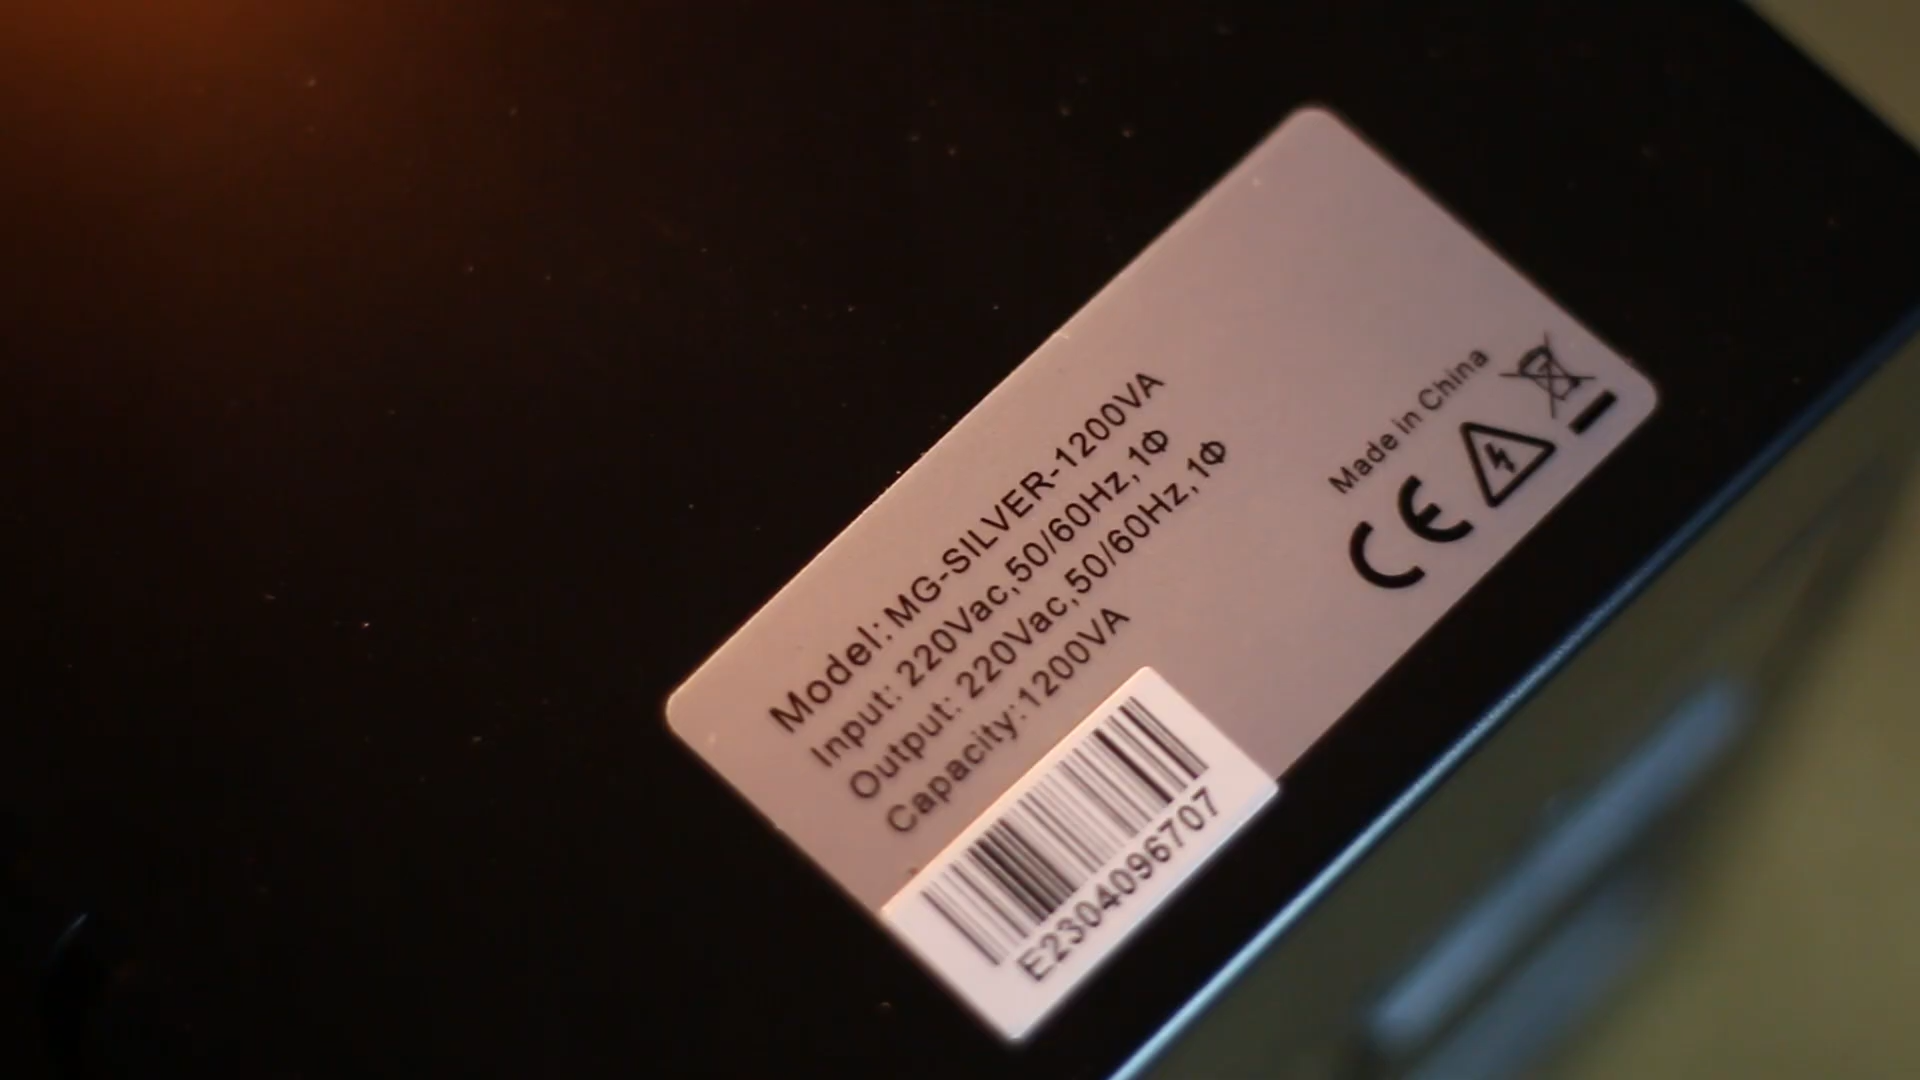 Model: MG-SILVER-1200VA
Input: 220Vac,50/60Hz,1Φ
Output: 220Vac,50/60Hz,1Φ
Capacity:1200VA
E2304096707
Made in China
CE